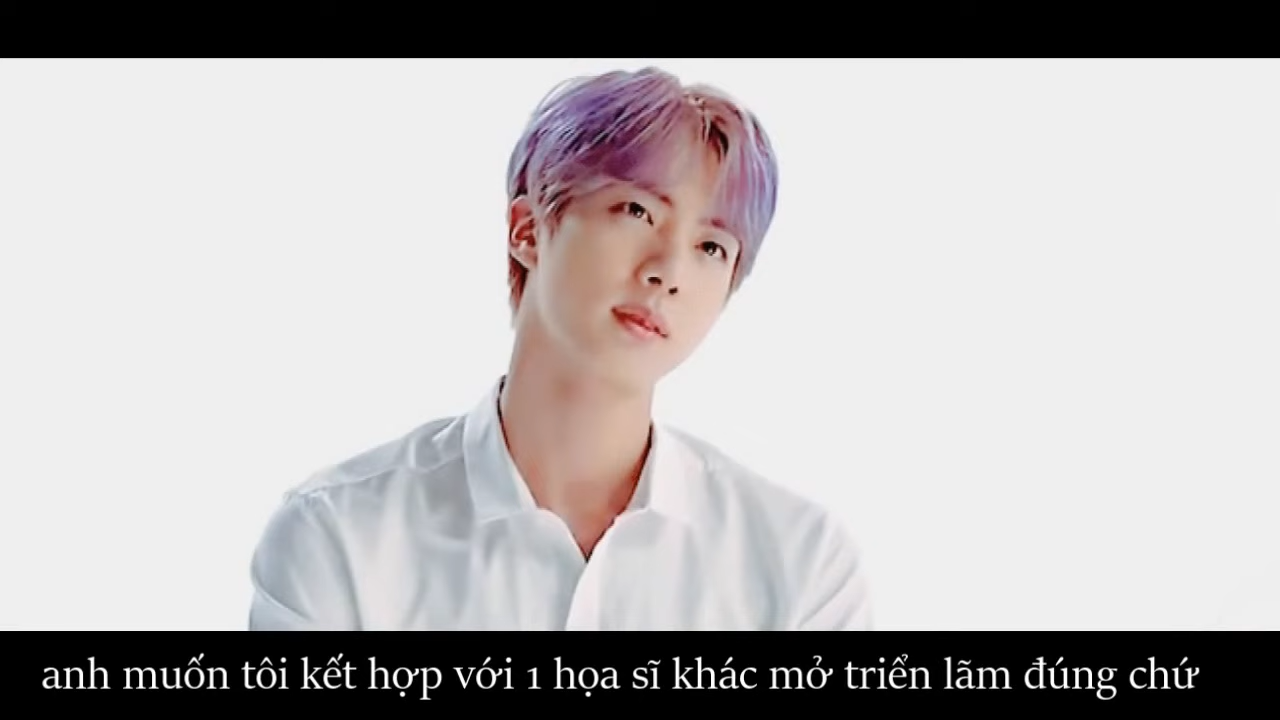 anh muốn tôi kết hợp với 1 họa sĩ khác mở triển lãm đúng chứ